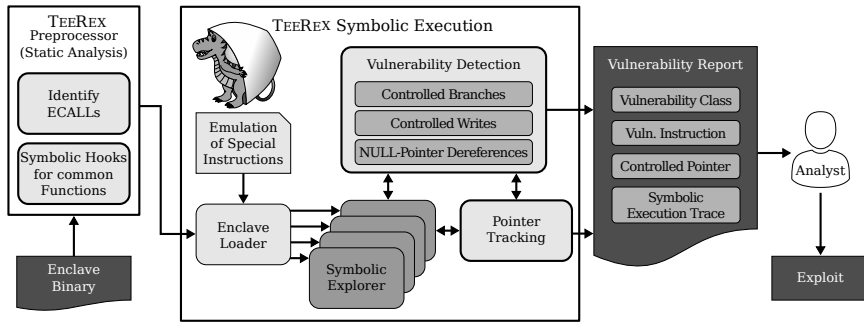 TEEREX
Preprocessor
(Static Analysis)
Identify
ECALLs
Symbolic Hooks
for common
Functions
Enclave
Binary
TEEREX Symbolic Execution
Emulation
of Special
Instructions
Enclave
Loader
Symbolic
Explorer
Vulnerability Detection
Controlled Branches
Controlled Writes
NULL-Pointer Dereferences
Pointer
Tracking
Vulnerability Report
Vulnerability Class
Vuln. Instruction
Controlled Pointer
Symbolic
Execution Trace
Analyst
Exploit